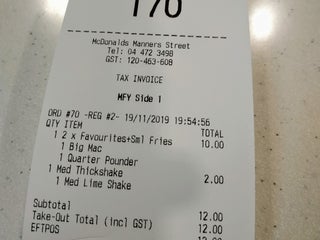 170
McDonalds Manners Street
Tel: 04 472 3498
GST: 120-463-608
TAX INVOICE
MFY Side 1
ORD #70 -REG #2- 19/11/2019 19:54:56
QTY ITEM TOTAL
1 2 x Favourites+Sml Fries 10.00
1 Big Mac
1 Quarter Pounder
1 Med Thickshake 2.00
1 Med Lime Shake
Subtotal 12.00
Take-Out Total (incl GST) 12.00
EFTPOS 12.00